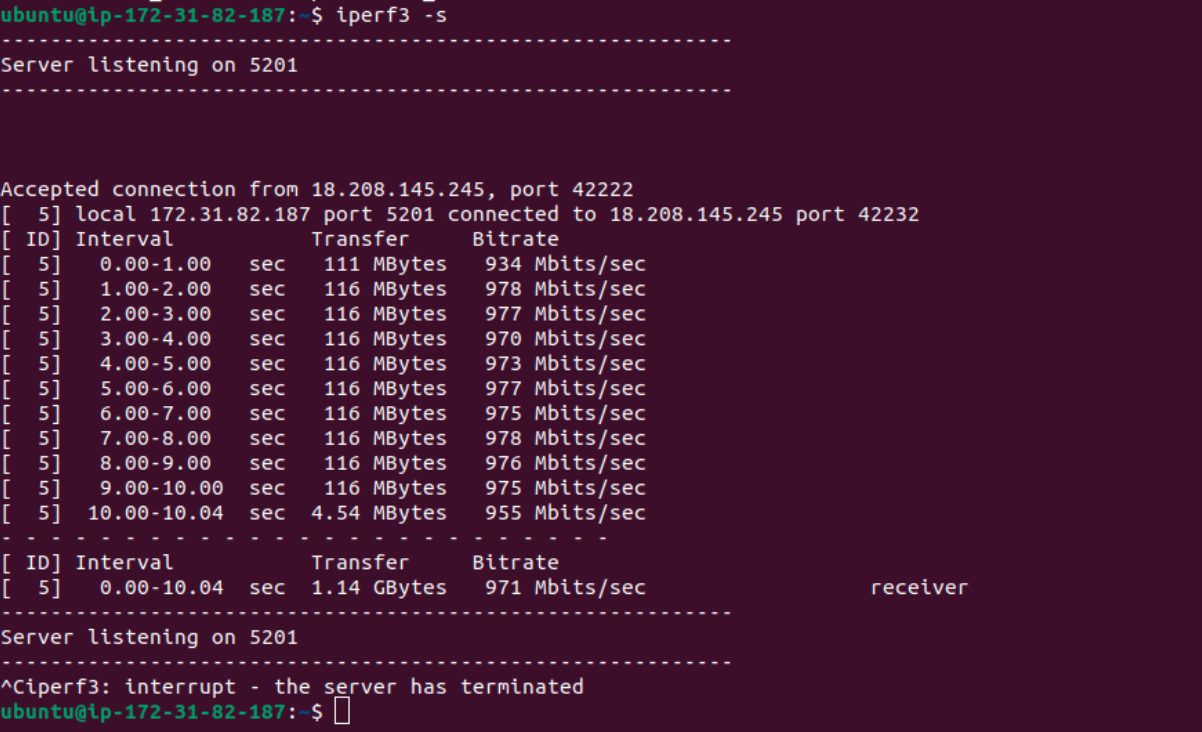 ubuntu@ip-172-31-82-187:~$ iperf3 -s
-----------------------------------------------------------
Server listening on 5201
-----------------------------------------------------------
Accepted connection from 18.208.145.245, port 42222
[  5] local 172.31.82.187 port 5201 connected to 18.208.145.245 port 42232
[ ID] Interval           Transfer     Bitrate
[  5]   0.00-1.00   sec   111 MBytes   934 Mbits/sec
[  5]   1.00-2.00   sec   116 MBytes   978 Mbits/sec
[  5]   2.00-3.00   sec   116 MBytes   977 Mbits/sec
[  5]   3.00-4.00   sec   116 MBytes   970 Mbits/sec
[  5]   4.00-5.00   sec   116 MBytes   973 Mbits/sec
[  5]   5.00-6.00   sec   116 MBytes   977 Mbits/sec
[  5]   6.00-7.00   sec   116 MBytes   975 Mbits/sec
[  5]   7.00-8.00   sec   116 MBytes   978 Mbits/sec
[  5]   8.00-9.00   sec   116 MBytes   976 Mbits/sec
[  5]   9.00-10.00  sec   116 MBytes   975 Mbits/sec
[  5]  10.00-10.04  sec  4.54 MBytes   955 Mbits/sec
- - - - - - - - - - - - - - - - - - - - - - - - -
[ ID] Interval           Transfer     Bitrate
[  5]   0.00-10.04  sec  1.14 GBytes   971 Mbits/sec                  receiver
-----------------------------------------------------------
Server listening on 5201
-----------------------------------------------------------
^Ciperf3: interrupt - the server has terminated
ubuntu@ip-172-31-82-187:~$